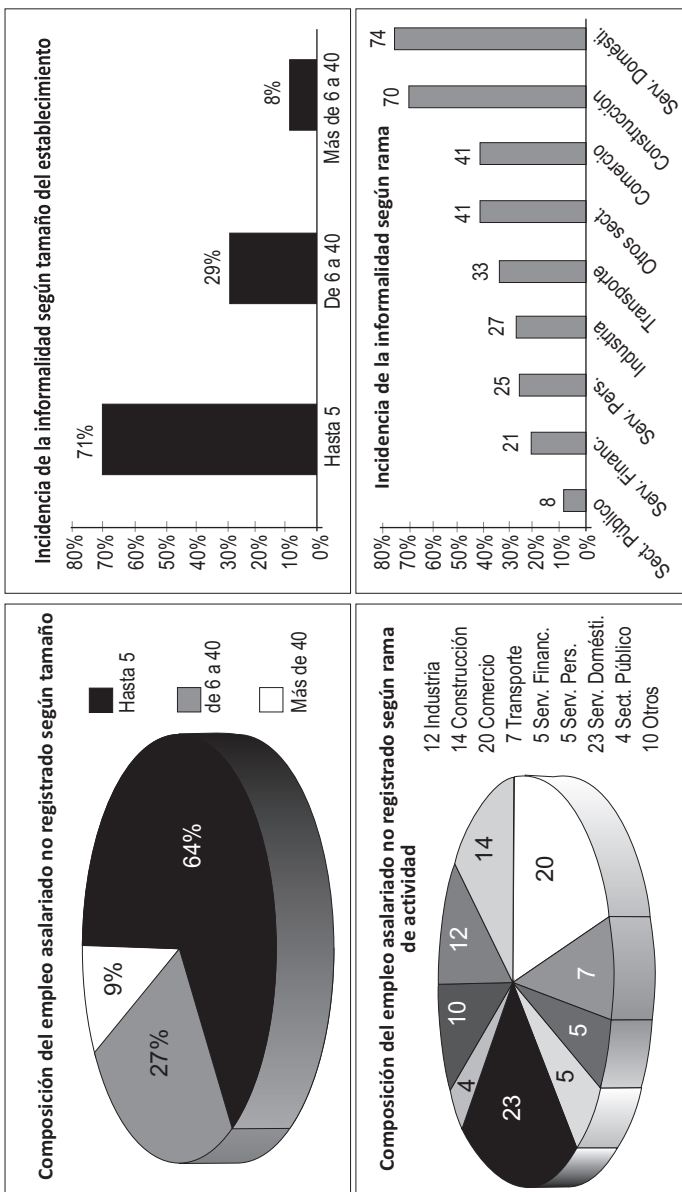 Composición del empleo asalariado no registrado según tamaño
9%
27%
64%
Hasta 5
de 6 a 40
Más de 40
Incidencia de la informalidad según tamaño del establecimiento
80%
70%
60%
50%
40%
30%
20%
10%
0%
71%
29%
8%
Hasta 5
De 6 a 40
Más de 6 a 40
Composición del empleo asalariado no registrado según rama
de actividad
12
14
10
4
20
23
7
5
5
12 Industria
14 Construcción
20 Comercio
7 Transporte
5 Serv. Financ.
5 Serv. Pers.
23 Serv. Domésti.
4 Sect. Público
10 Otros
Incidencia de la informalidad según rama
80%
70%
60%
50%
40%
30%
20%
10%
0%
8
21
25
27
33
41
41
70
74
Sect. Público
Serv. Financ.
Serv. Pers.
Industria
Transporte
Otros sect.
Comercio
Construcción
Serv. Domésti.